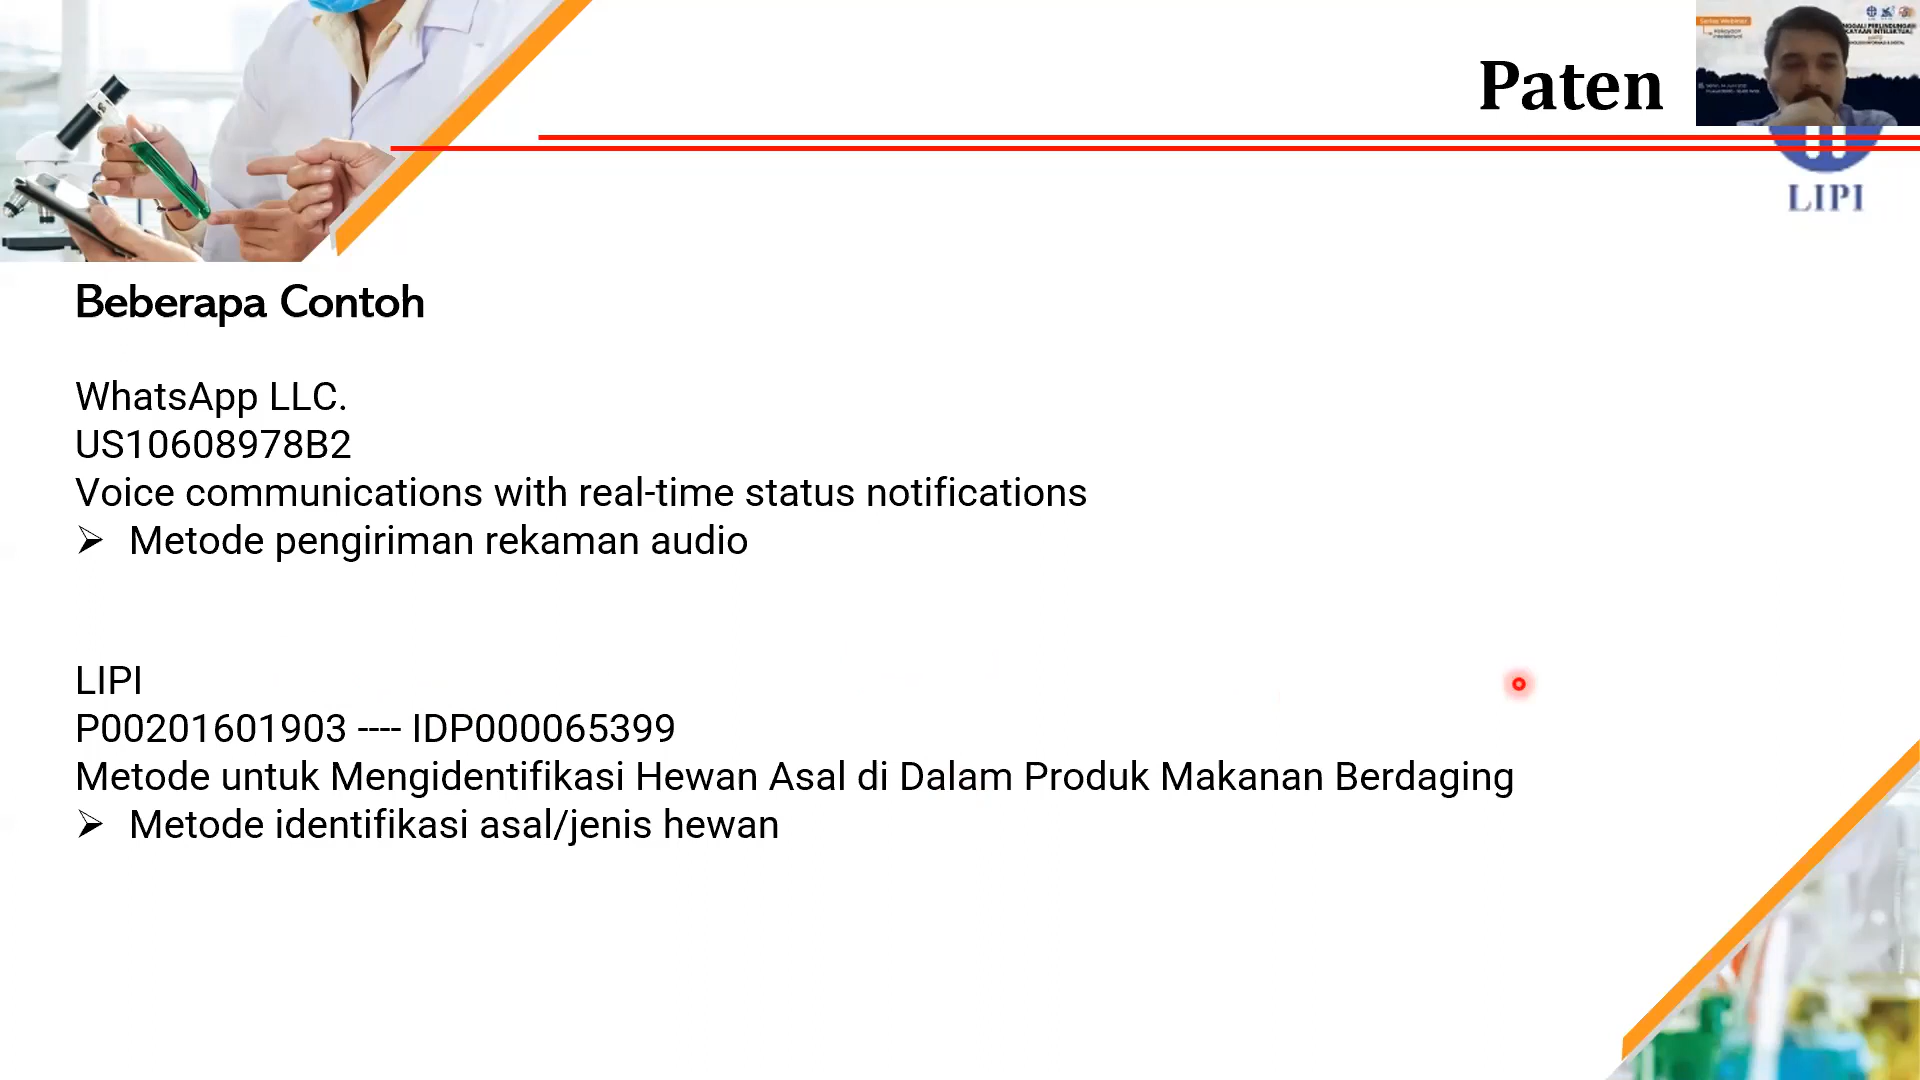 Paten
LIPI
Beberapa Contoh
WhatsApp LLC.
US10608978B2
Voice communications with real-time status notifications
➢ Metode pengiriman rekaman audio
LIPI
P00201601903 ---- IDP000065399
Metode untuk Mengidentifikasi Hewan Asal di Dalam Produk Makanan Berdaging
➢ Metode identifikasi asal/jenis hewan